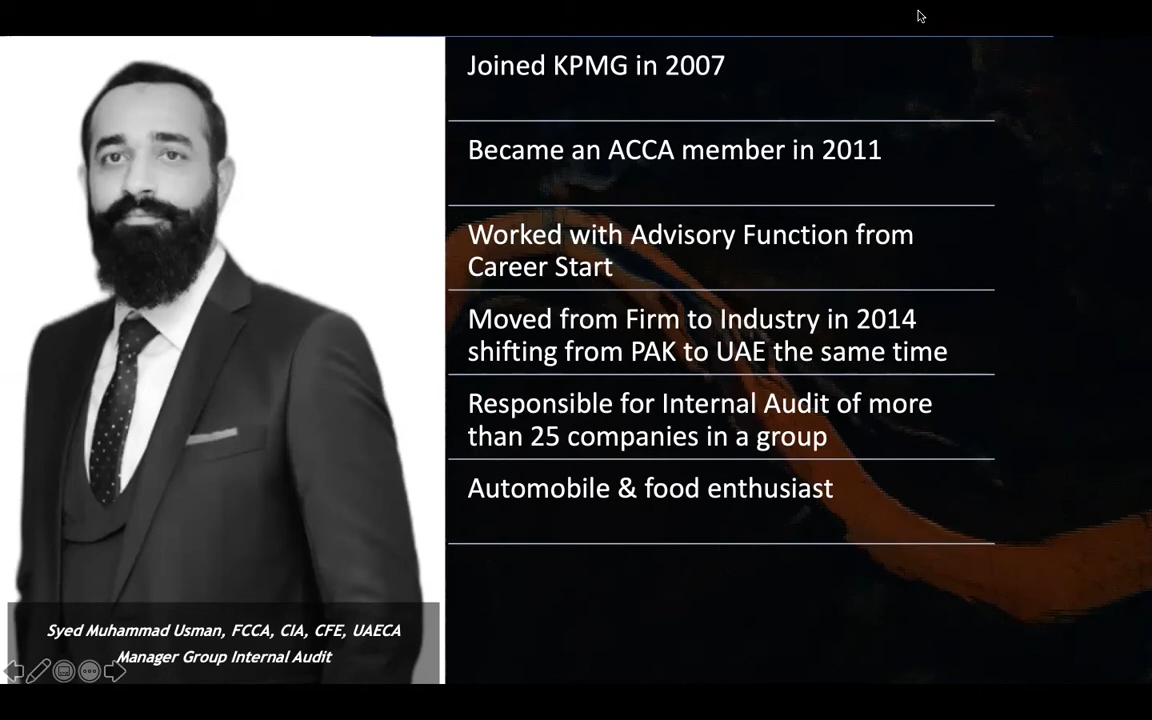 Joined KPMG in 2007
Became an ACCA member in 2011
Worked with Advisory Function from
Career Start
Moved from Firm to Industry in 2014
shifting from PAK to UAE the same time
Responsible for Internal Audit of more
than 25 companies in a group
Automobile & food enthusiast
Syed Muhammad Usman, FCCA, CIA, CFE, UAECA
Manager Group Internal Audit